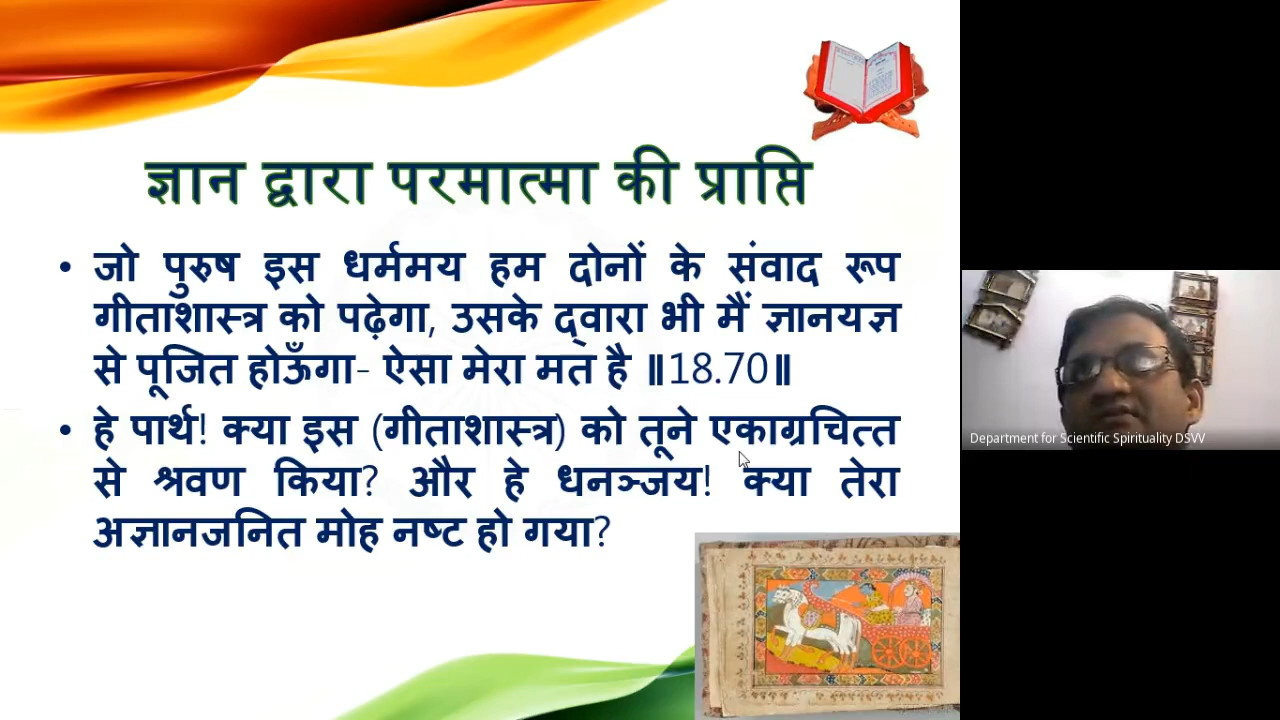 ज्ञान द्वारा परमात्मा की प्राप्ति
• जो पुरुष इस धर्ममय हम दोनों के संवाद रूप
गीताशास्त्र को पढ़ेगा, उसके द्वारा भी मैं ज्ञानयज्ञ
से पूजित होऊँगा- ऐसा मेरा मत है ॥18.70॥
• हे पार्थ! क्या इस (गीताशास्त्र) को तूने एकाग्रचित्त
से श्रवण किया? और हे धनञ्जय! क्या तेरा
अज्ञानजनित मोह नष्ट हो गया?
Department for Scientific Spirituality DSVV